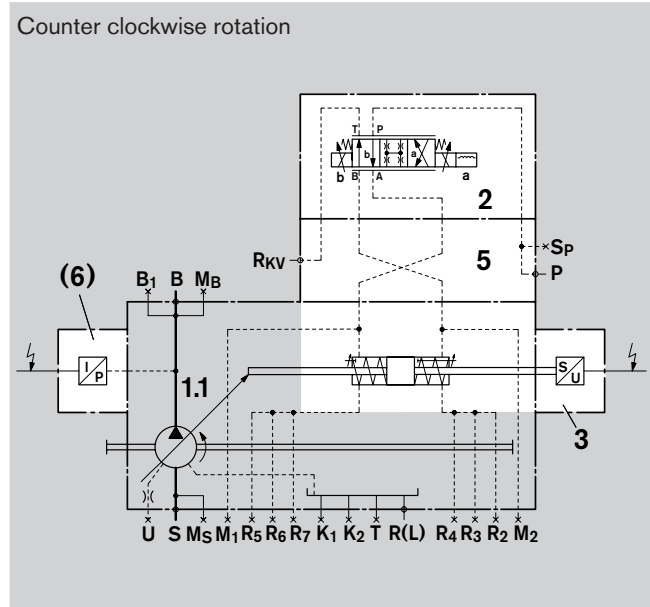 Counter clockwise rotation
T P
b a
B A
b a
2
RKV
5
SP
P
(6)
B1 B MB
I
P
1.1
S
U
3
U S MS M1 R5 R6 R7 K1 K2 T R(L) R4 R3 R2 M2